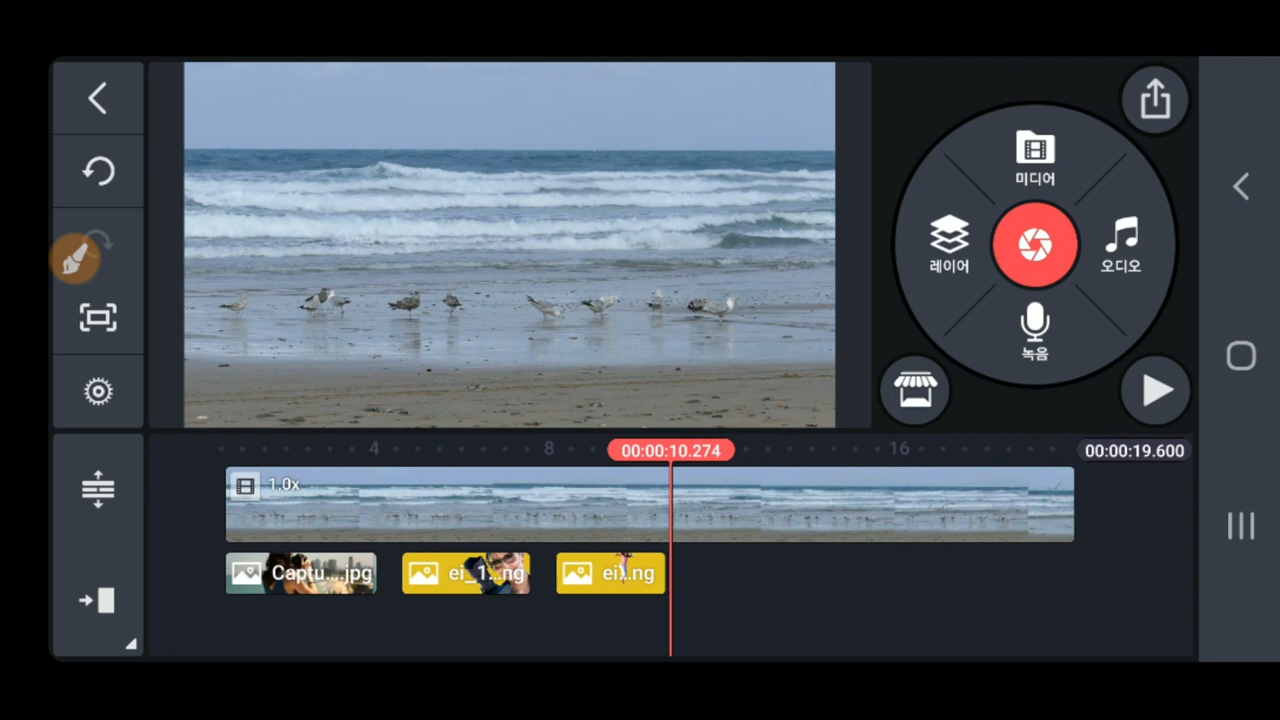 미디어
레이어
오디오
녹음
4
8
00:00:10.274
16
00:00:19.600
1.0x
Captu....jpg
ei_1...ng
ei)..ng